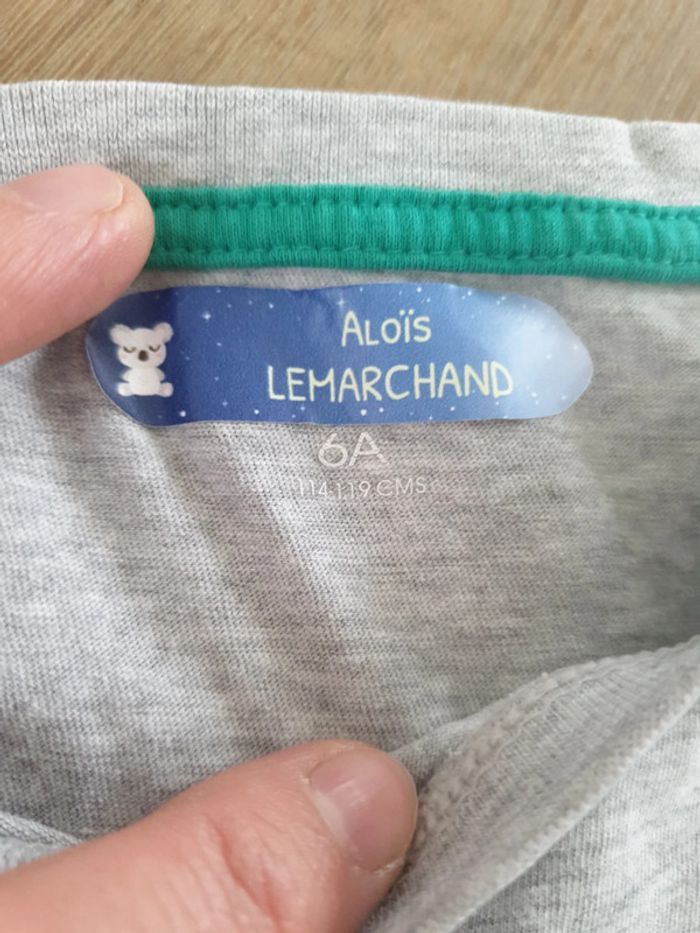 ALOÏS
LEMARCHAND
6A
114.119 CMS